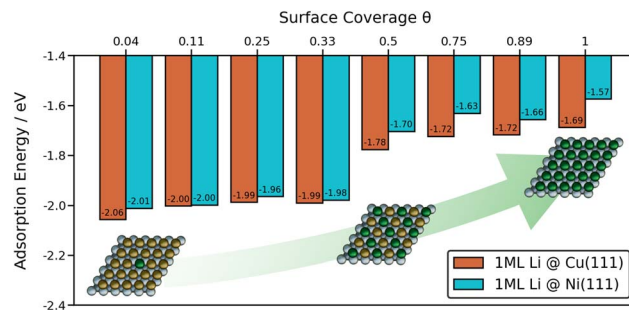 Surface Coverage θ
0.04 0.11 0.25 0.33 0.5 0.75 0.89 1
Adsorption Energy / eV
-1.4
-1.6
-1.8
-2.0
-2.2
-2.4
-2.06 -2.01 -2.00 -2.00 -1.99 -1.96 -1.99 -1.98 -1.78 -1.70 -1.72 -1.63 -1.72 -1.66 -1.69 -1.57
1ML Li @ Cu(111)
1ML Li @ Ni(111)